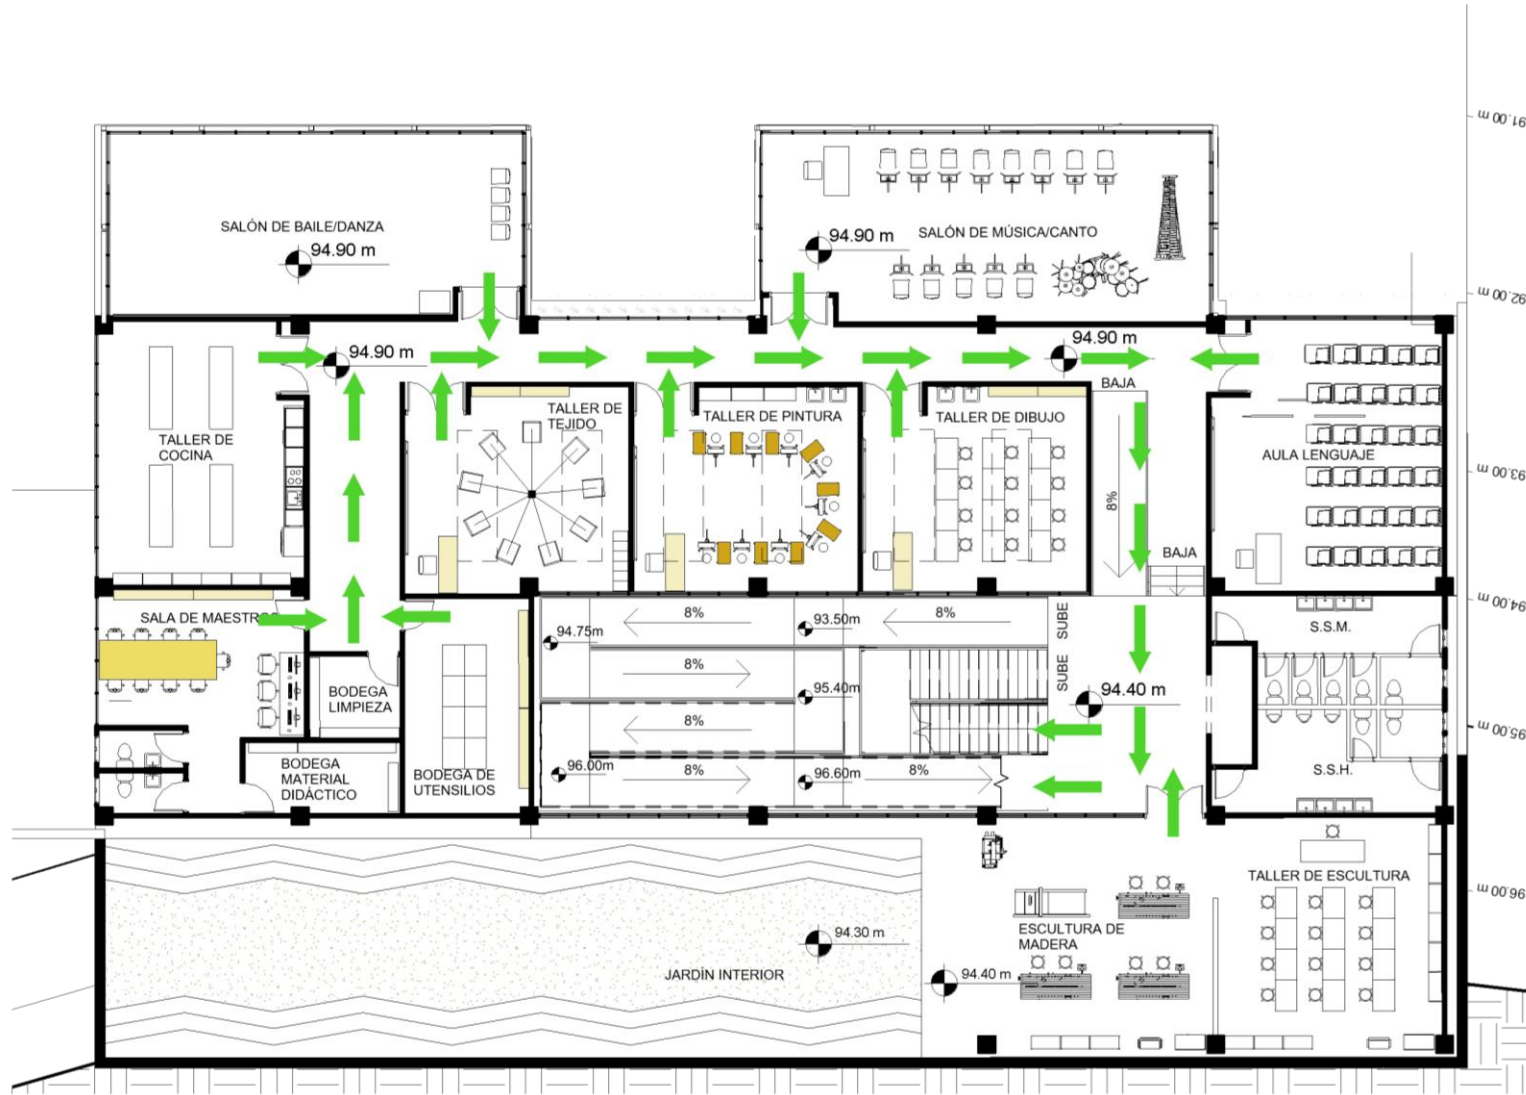 91.00 m
SALÓN DE BAILE/DANZA
94.90 m
94.90 m
SALÓN DE MÚSICA/CANTO
92.00 m
94.90 m
94.90 m
BAJA
TALLER DE
COCINA
TALLER DE
TEJIDO
TALLER DE PINTURA
TALLER DE DIBUJO
AULA LENGUAJE
93.00 m
8%
BAJA
94.00 m
SALA DE MAESTROS
8%
93.50m
8%
SUBE
S.S.M.
94.75m
8%
SUBE
95.40m
94.40 m
BODEGA
LIMPIEZA
8%
95.00 m
BODEGA
MATERIAL
DIDÁCTICO
BODEGA DE
UTENSILIOS
96.00m
8%
96.60m
8%
S.S.H.
TALLER DE ESCULTURA
96.00 m
ESCULTURA DE
MADERA
94.30 m
94.40 m
JARDÍN INTERIOR